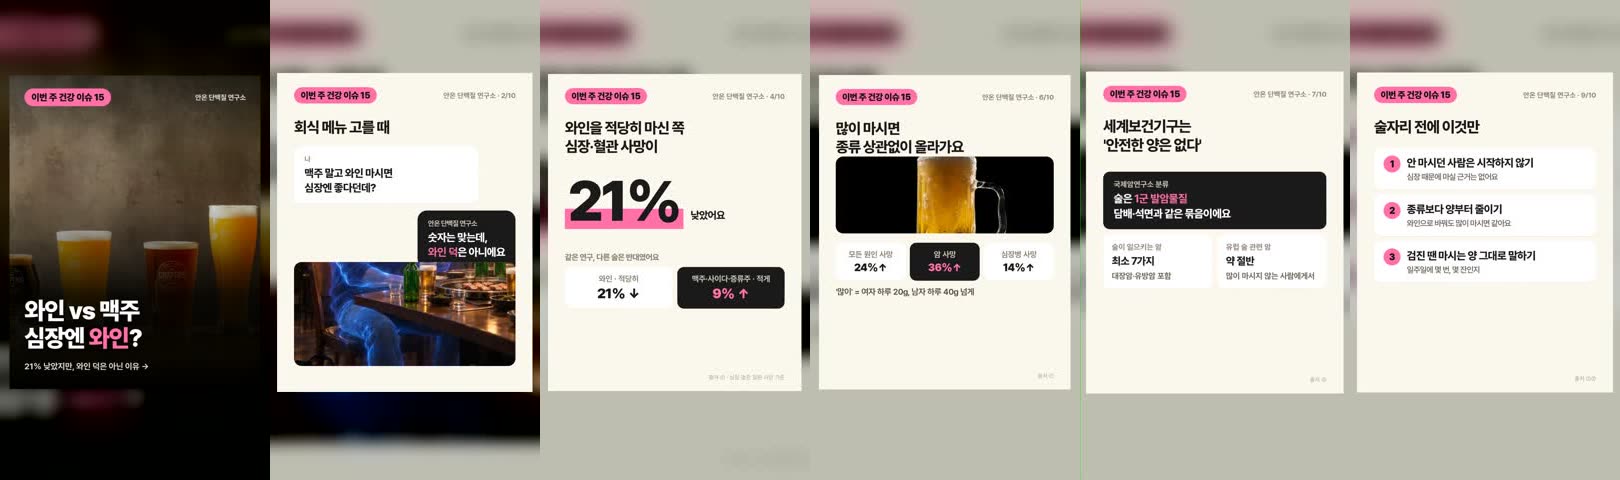 이번 주 건강 이슈 15
안온 단백질 연구소
와인 vs 맥주
심장엔 와인?
21% 낮았지만, 와인 덕은 아닌 이유 →
이번 주 건강 이슈 15
안온 단백질 연구소 · 2/10
회식 메뉴 고를 때
나
맥주 말고 와인 마시면
심장엔 좋다던데?
안온 단백질 연구소
숫자는 맞는데,
와인 덕은 아니에요
이번 주 건강 이슈 15
안온 단백질 연구소 · 4/10
와인을 적당히 마신 쪽
심장·혈관 사망이
21%
낮았어요
같은 연구, 다른 술은 반대였어요
와인 · 적당히
21% ↓
맥주·사이다·증류주 · 적게
9% ↑
이번 주 건강 이슈 15
안온 단백질 연구소 · 6/10
많이 마시면
종류 상관없이 올라가요
모든 원인 사망
24%↑
암 사망
36%↑
심장병 사망
14%↑
'많이' = 여자 하루 20g, 남자 하루 40g 넘게
이번 주 건강 이슈 15
안온 단백질 연구소 · 7/10
세계보건기구는
'안전한 양은 없다'
국제암연구소 분류
술은 1군 발암물질
담배·석면과 같은 묶음이에요
술이 일으키는 암
최소 7가지
대장암·유방암 포함
유럽 술 관련 암
약 절반
많이 마시지 않는 사람에게서
이번 주 건강 이슈 15
안온 단백질 연구소 · 9/10
술자리 전에 이것만
1
안 마시던 사람은 시작하지 않기
심장 때문에 마실 근거는 없어요
2
종류보다 양부터 줄이기
와인으로 바꿔도 많이 마시면 같아요
3
검진 땐 마시는 양 그대로 말하기
일주일에 몇 번, 몇 잔인지